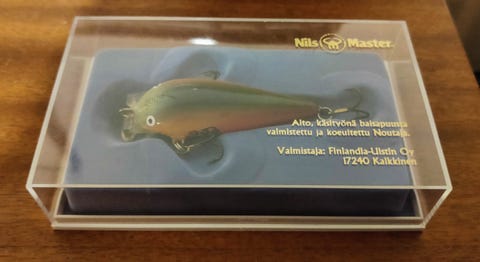 Nils Master
Aito, käsityönä balsapuusta
valmistettu ja koeuitettu Noutaja.
Valmistaja: Finlandia-Uistin Oy
17240 Kalkkinen